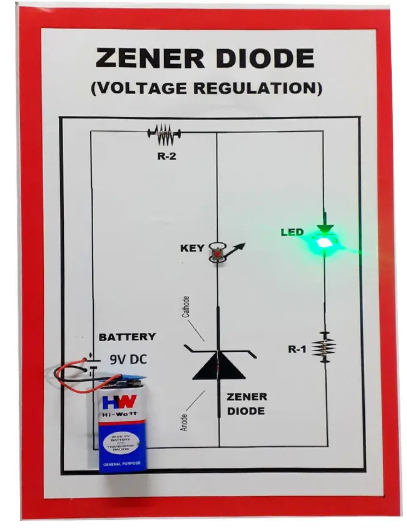 ZENER DIODE
(VOLTAGE REGULATION)
R-2
LED
KEY
Cathode
BATTERY
9V DC
R-1
ZENER
DIODE
Anode
HW
Hi-Watt
GENERAL PURPOSE